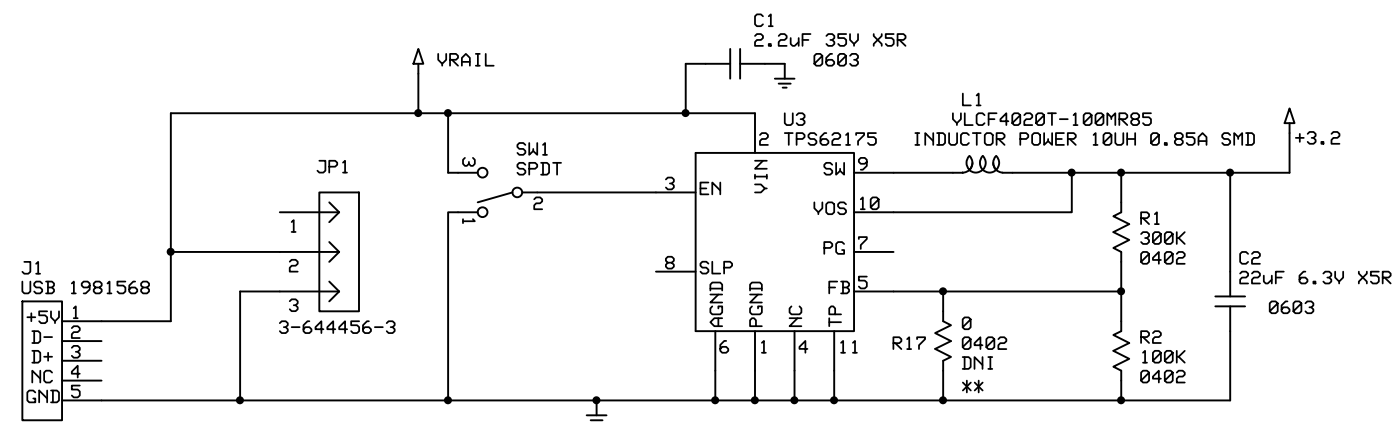 C1
2.2uF 35V X5R
0603
VRAIL
L1
VLCF4020T-100MR85
INDUCTOR POWER 10UH 0.85A SMD
+3.2
U3
TPS62175
2
VIN
SW 9
SW1
SPDT
3
2
1
3 EN
VOS 10
PG 7
8 SLP
FB 5
AGND
PGND
NC
TP
6
1
4
11
JP1
1
2
3
3-644456-3
J1
USB 1981568
+5V 1
D- 2
D+ 3
NC 4
GND 5
R1
300K
0402
C2
22uF 6.3V X5R
0603
R17
0
0402
DNI
**
R2
100K
0402